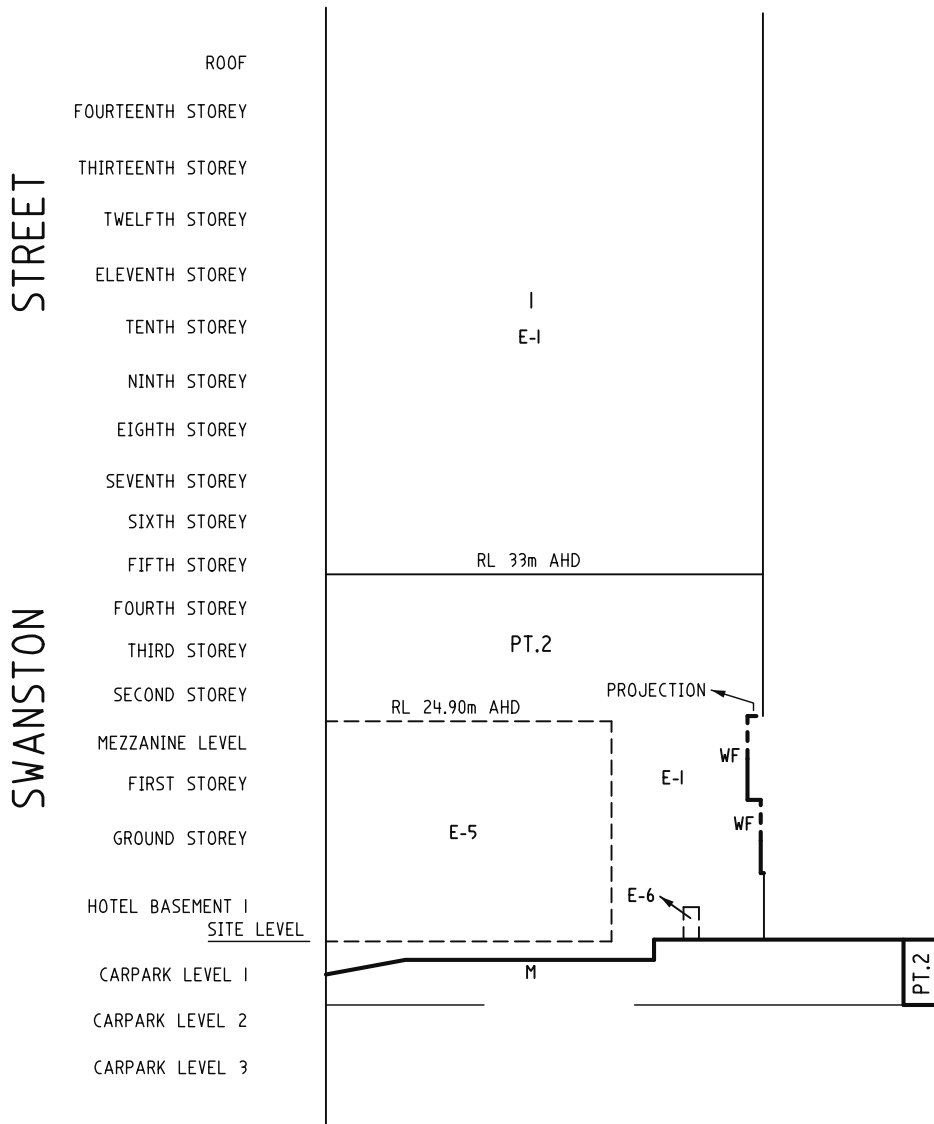 ROOF
FOURTEENTH STOREY
THIRTEENTH STOREY
TWELFTH STOREY
ELEVENTH STOREY
TENTH STOREY
NINTH STOREY
EIGHTH STOREY
SEVENTH STOREY
SIXTH STOREY
FIFTH STOREY
FOURTH STOREY
THIRD STOREY
SECOND STOREY
MEZZANINE LEVEL
FIRST STOREY
GROUND STOREY
HOTEL BASEMENT 1
SITE LEVEL
CARPARK LEVEL 1
CARPARK LEVEL 2
CARPARK LEVEL 3
SWANSTON STREET
1
E-1
RL 33m AHD
PT.2
PROJECTION
RL 24.90m AHD
WF
E-1
WF
E-5
E-6
M
PT.2